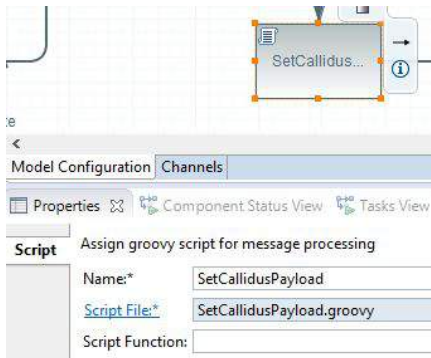 SetCallidus...
e
Model Configuration Channels
Properties Component Status View Tasks View
Script
Assign groovy script for message processing
Name:* SetCallidusPayload
Script File:* SetCallidusPayload.groovy
Script Function: